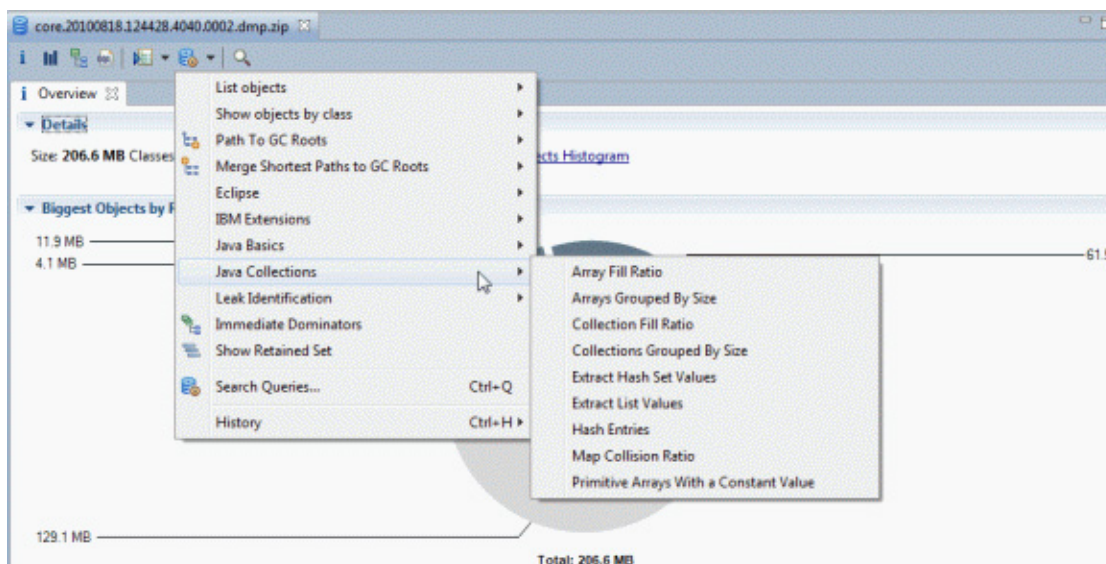 core.20100818.124428.4040.0002.dmp.zip
i Overview
Details
Size: 206.6 MB Classes
Histogram
Biggest Objects by
11.9 MB
4.1 MB
61.
129.1 MB
Total: 206.6 MB
List objects
Show objects by class
Path To GC Roots
Merge Shortest Paths to GC Roots
Eclipse
IBM Extensions
Java Basics
Java Collections
Leak Identification
Immediate Dominators
Show Retained Set
Search Queries... Ctrl+Q
History Ctrl+H
Array Fill Ratio
Arrays Grouped By Size
Collection Fill Ratio
Collections Grouped By Size
Extract Hash Set Values
Extract List Values
Hash Entries
Map Collision Ratio
Primitive Arrays With a Constant Value